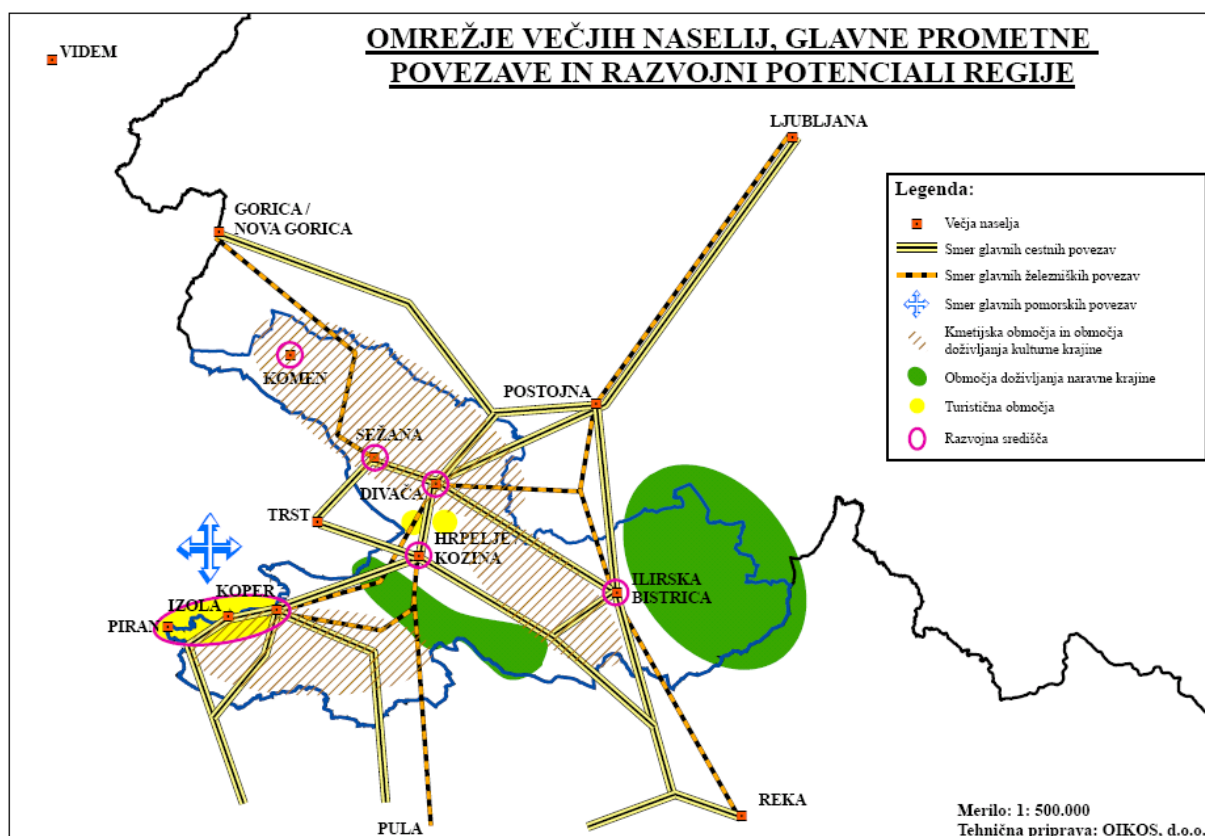 OMREŽJE VEČJIH NASELIJ, GLAVNE PROMETNE
POVEZAVE IN RAZVOJNI POTENCIALI REGIJE
VIDEM
LJUBLJANA
GORICA /
NOVA GORICA
KOMEN
POSTOJNA
SEŽANA
DIVAČA
TRST
HRPELJE
KOZINA
ILIRSKA
BISTRICA
KOPER
IZOLA
PIRAN
REKA
PULA
Legenda:
Večja naselja
Smer glavnih cestnih povezav
Smer glavnih železniških povezav
Smer glavnih pomorskih povezav
Kmetijska območja in območja
doživljanja kulturne krajine
Območja doživljanja naravne krajine
Turistična območja
Razvojna središča
Merilo: 1: 500.000
Tehnična priprava: OIKOS, d.o.o.